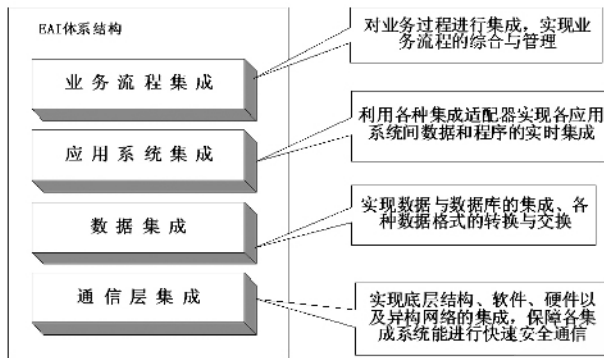 EAI体系结构
业务流程集成
对业务过程进行集成，实现业
务流程的综合与管理
应用系统集成
利用各种集成适配器实现各应用
系统间数据和程序的实时集成
数据集成
实现数据与数据库的集成、各
种数据格式的转换与交换
通信层集成
实现底层结构、软件、硬件以
及异构网络的集成，保障各集
成系统能进行快速安全通信